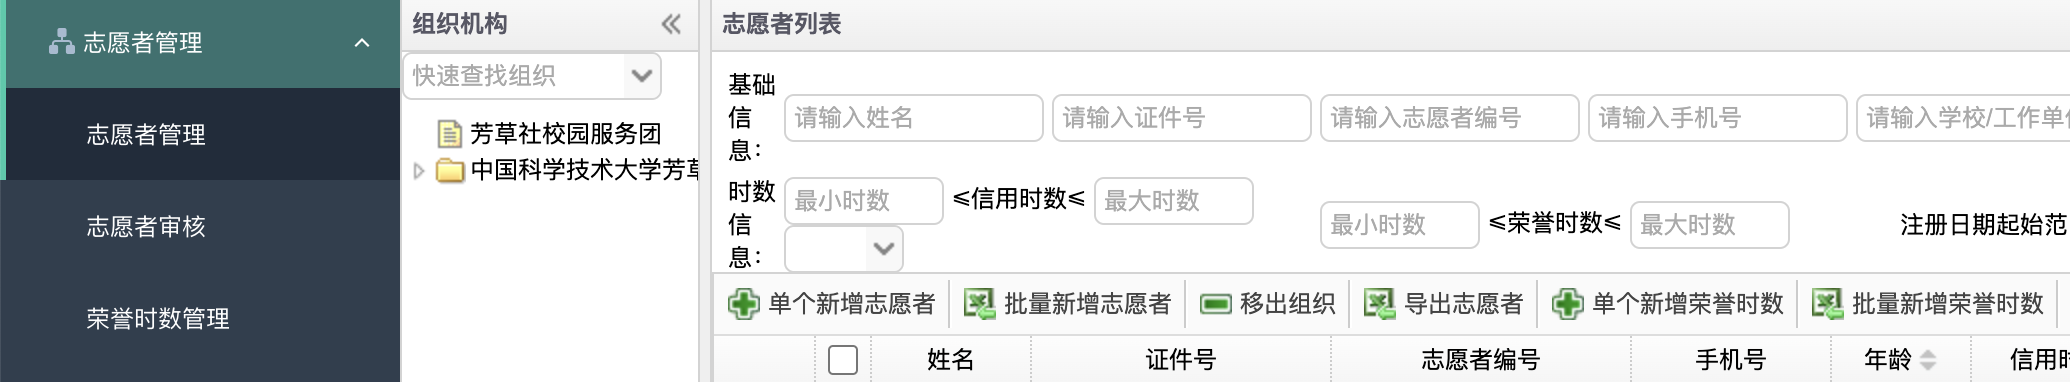 志愿者管理
志愿者管理
志愿者审核
荣誉时数管理
组织机构
快速查找组织
芳草社校园服务团
中国科学技术大学芳草
志愿者列表
基础信息：
请输入姓名 请输入证件号 请输入志愿者编号 请输入手机号 请输入学校/工作单位
时数信息：
最小时数 ≤信用时数≤ 最大时数 最小时数 ≤荣誉时数≤ 最大时数 注册日期起始范
单个新增志愿者 批量新增志愿者 移出组织 导出志愿者 单个新增荣誉时数 批量新增荣誉时数
姓名 证件号 志愿者编号 手机号 年龄 信用时